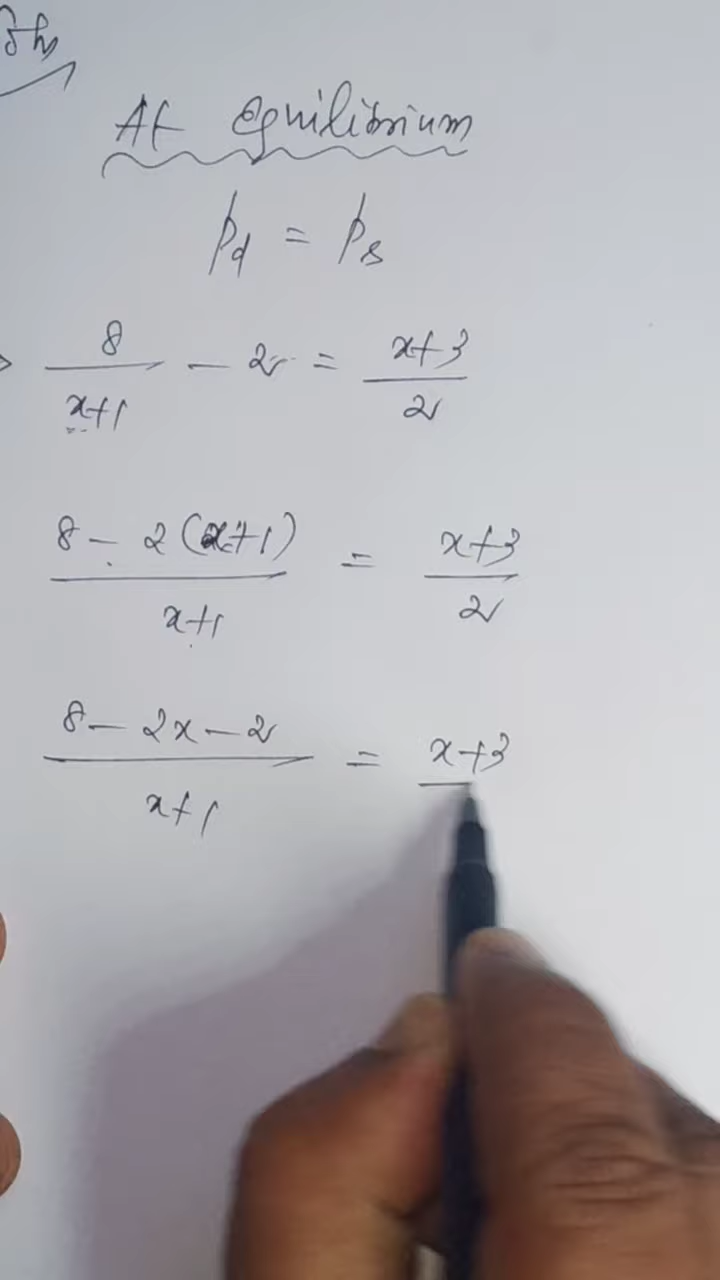 Soln
At Equilibrium
pd = ps
8/(x+1) - 2 = (x+3)/2
(8 - 2(x+1))/(x+1) = (x+3)/2
(8 - 2x - 2)/(x+1) = x+3